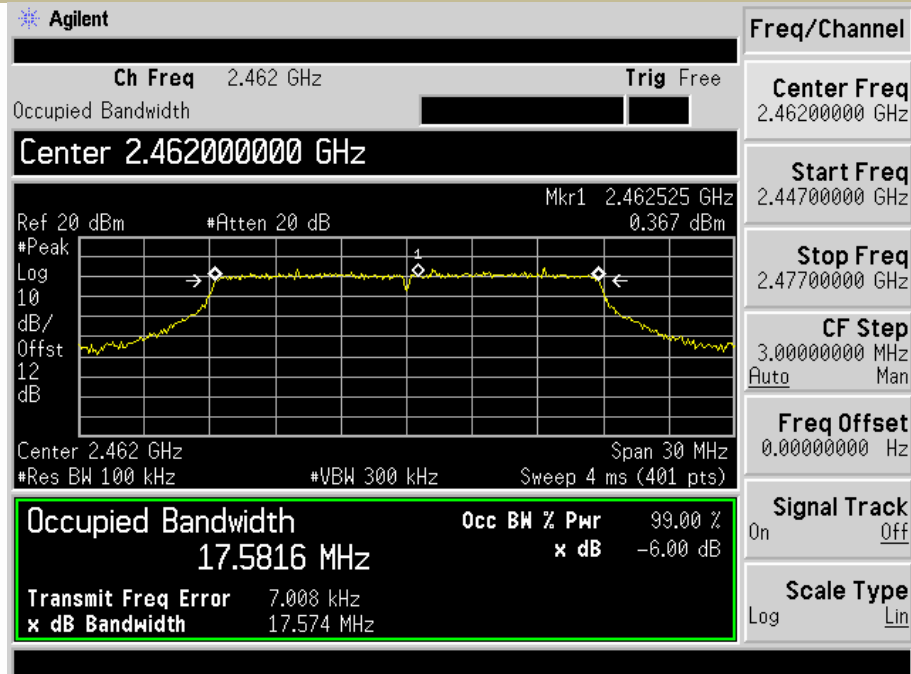 Agilent
Freq/Channel
Ch Freq 2.462 GHz Trig Free
Occupied Bandwidth
Center 2.462000000 GHz
Mkr1 2.462525 GHz
Ref 20 dBm #Atten 20 dB 0.367 dBm
#Peak
Log
10
dB/
Offst
12
dB
1
Center 2.462 GHz Span 30 MHz
#Res BW 100 kHz #VBW 300 kHz Sweep 4 ms (401 pts)
Occupied Bandwidth
17.5816 MHz
Occ BW % Pwr 99.00 %
x dB -6.00 dB
Transmit Freq Error 7.008 kHz
x dB Bandwidth 17.574 MHz
Center Freq
2.46200000 GHz
Start Freq
2.44700000 GHz
Stop Freq
2.47700000 GHz
CF Step
3.00000000 MHz
Auto Man
Freq Offset
0.00000000 Hz
Signal Track
On Off
Scale Type
Log Lin